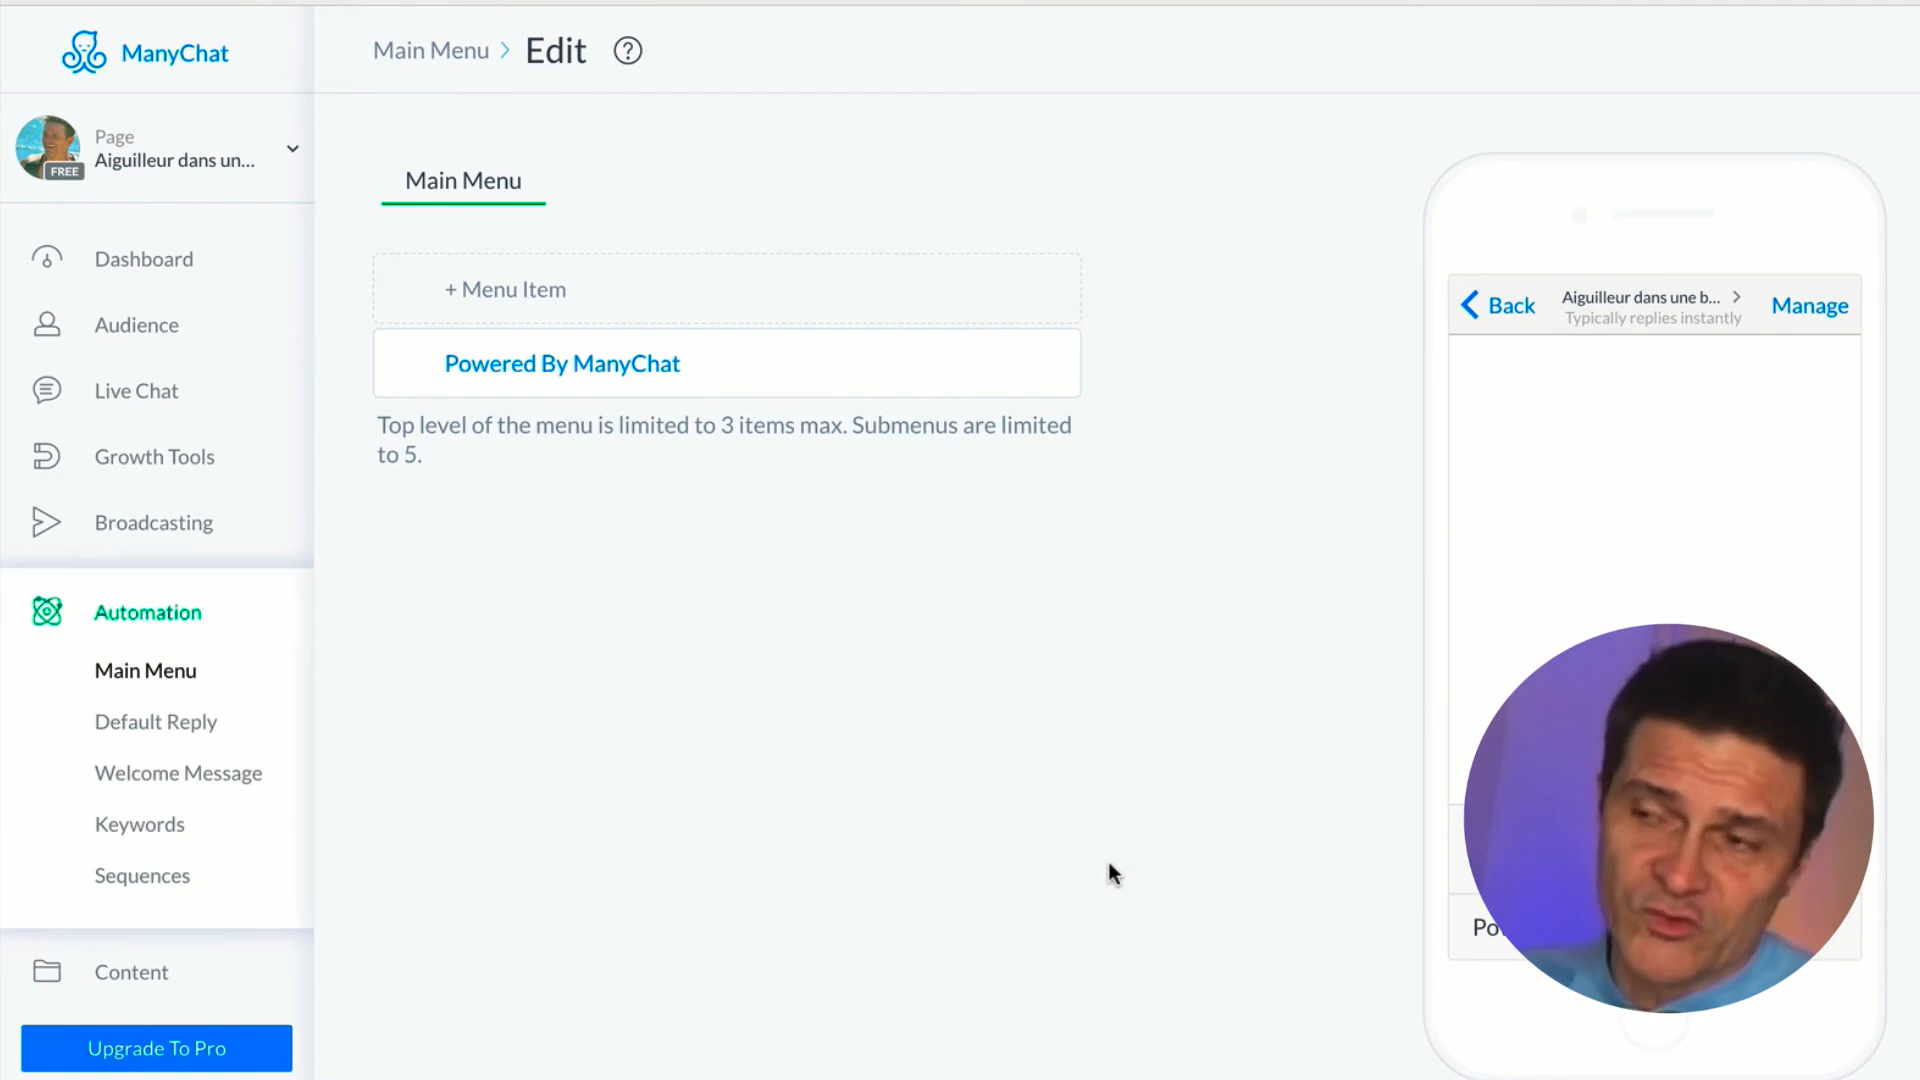 ManyChat
Main Menu > Edit ?
Page
Aiguilleur dans un...
FREE
Dashboard
Audience
Live Chat
Growth Tools
Broadcasting
Automation
Main Menu
Default Reply
Welcome Message
Keywords
Sequences
Content
Upgrade To Pro
Main Menu
+ Menu Item
Powered By ManyChat
Top level of the menu is limited to 3 items max. Submenus are limited
to 5.
Back
Aiguilleur dans une b... >
Typically replies instantly
Manage